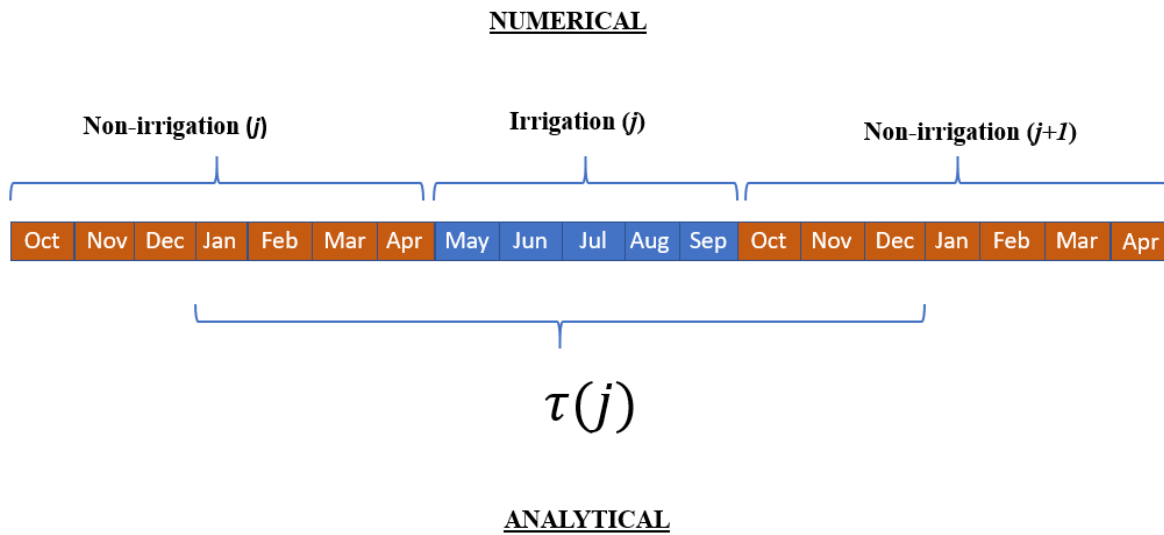 NUMERICAL
Non-irrigation (j)
Irrigation (j)
Non-irrigation (j+1)
Oct Nov Dec Jan Feb Mar Apr May Jun Jul Aug Sep Oct Nov Dec Jan Feb Mar Apr
τ(j)
ANALYTICAL